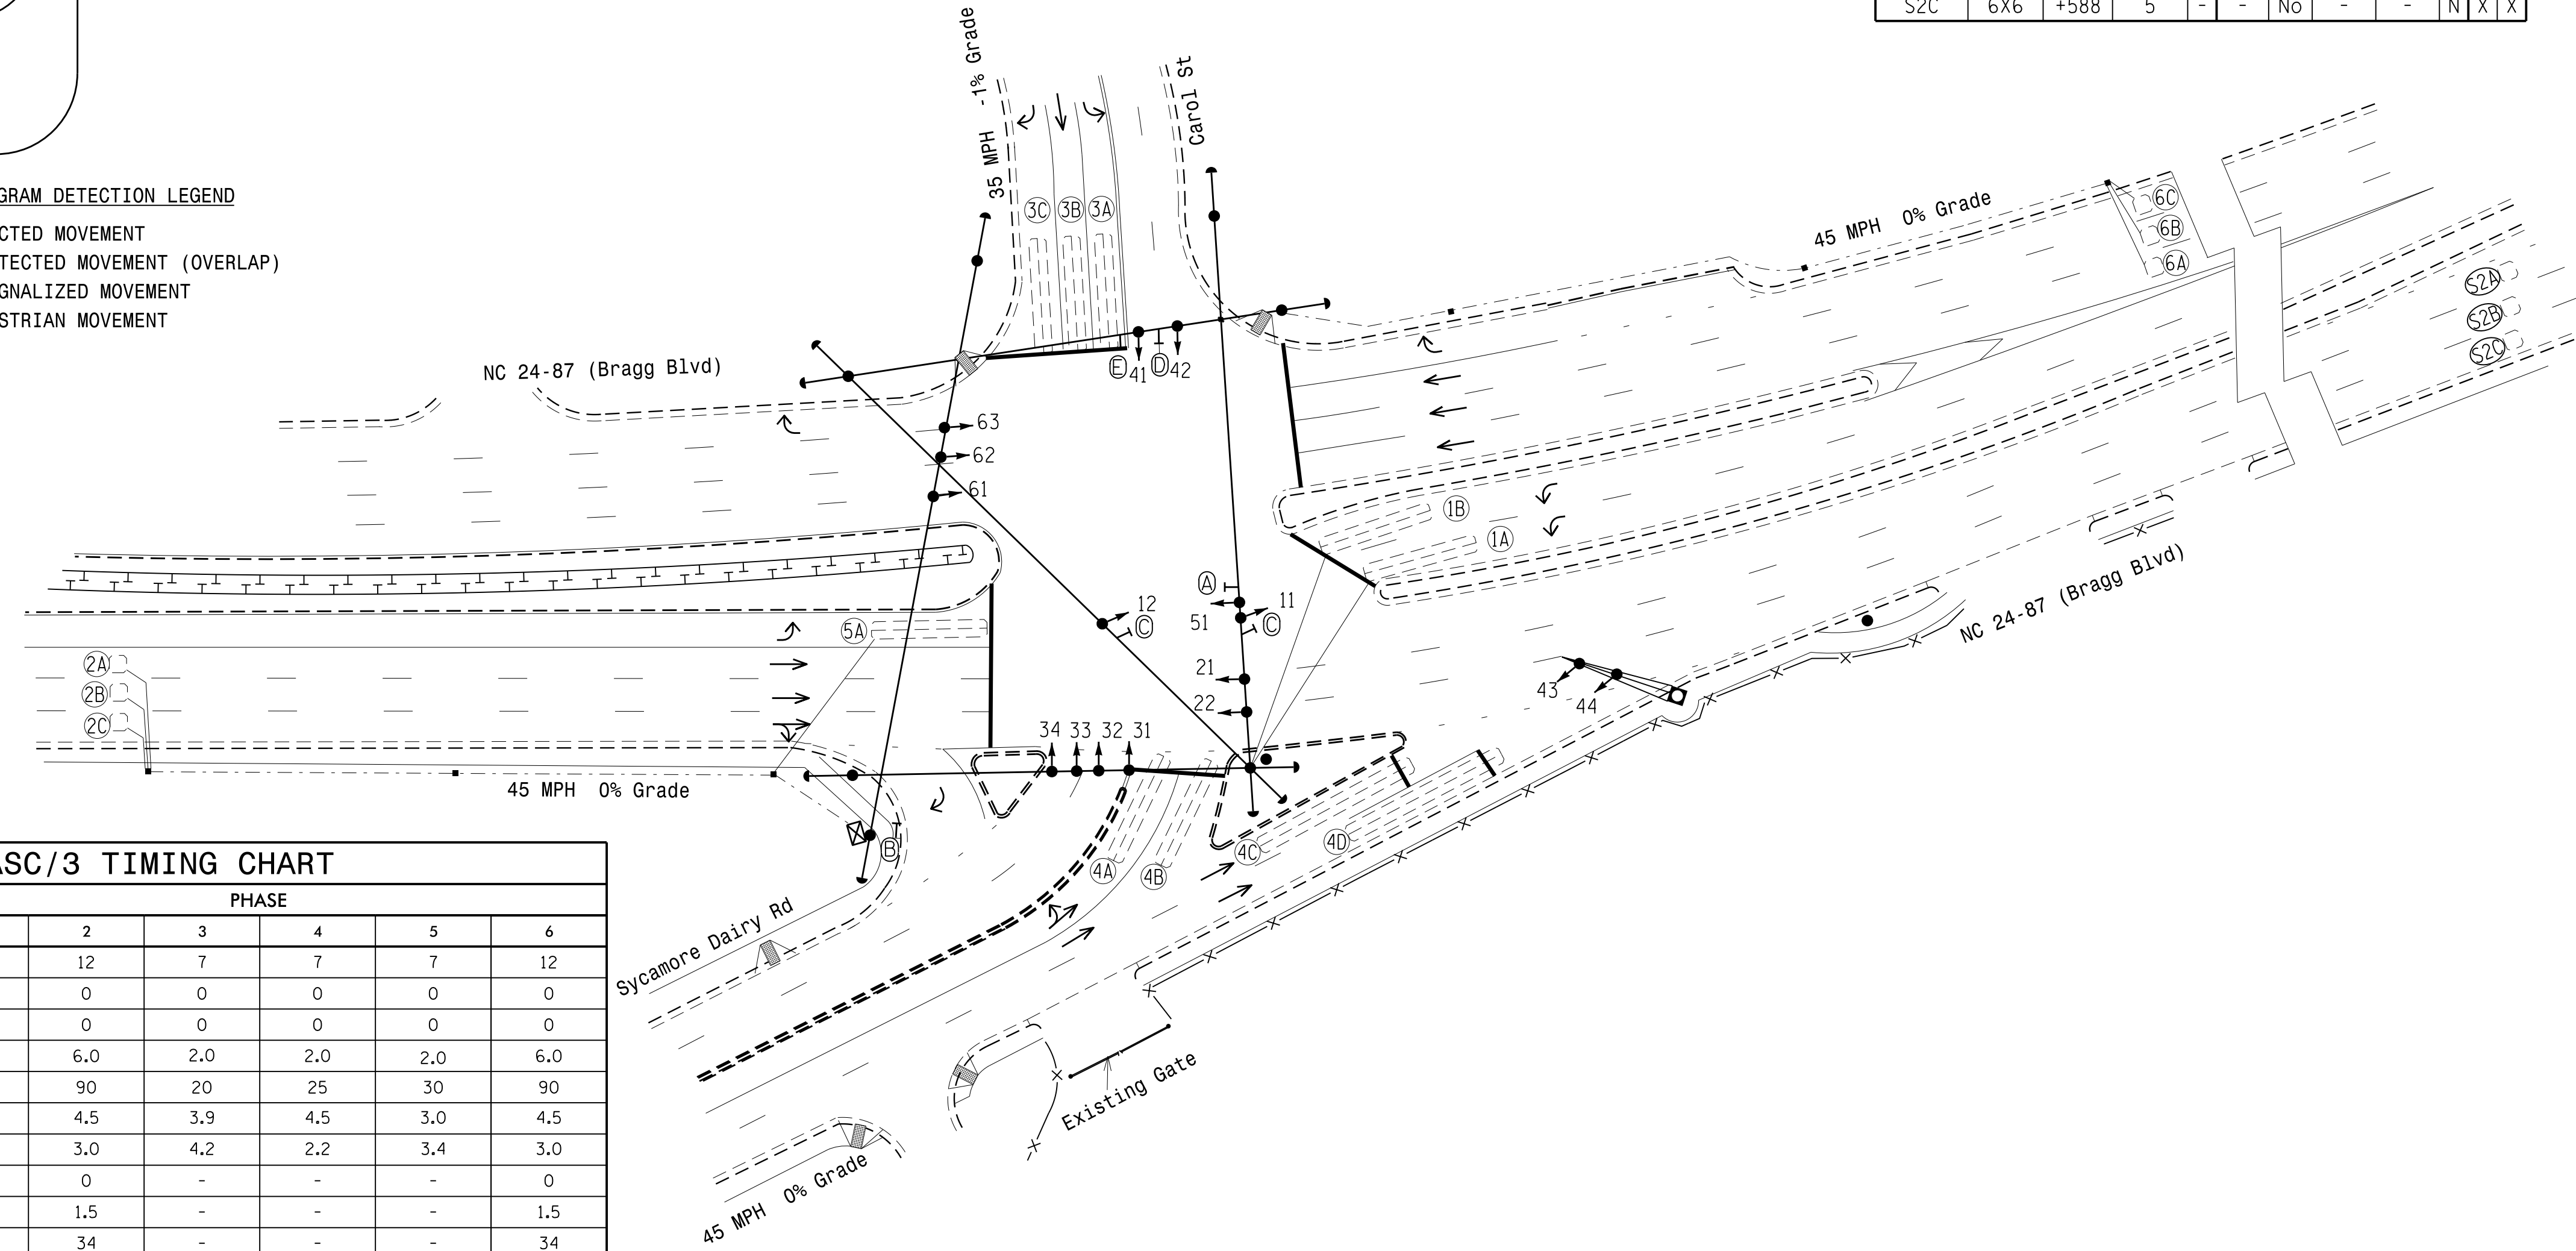 S2C 6X6 +588 5 - - No - - N X X
GRAM DETECTION LEGEND
CTED MOVEMENT
TECTED MOVEMENT (OVERLAP)
GNALIZED MOVEMENT
STRIAN MOVEMENT
35 MPH -1% Grade
Carol St
3C 3B 3A
45 MPH 0% Grade
6C
6B
6A
S2A
S2B
S2C
NC 24-87 (Bragg Blvd)
E 41 D 42
63
62
61
1B
1A
A
12
C
11
C
51
5A
2A
2B
2C
21
22
43
44
NC 24-87 (Bragg Blvd)
34 33 32 31
45 MPH 0% Grade
B
4A
4B
4C
4D
Sycamore Dairy Rd
Existing Gate
45 MPH 0% Grade
ASC/3 TIMING CHART
PHASE
2 3 4 5 6
12 7 7 7 12
0 0 0 0 0
0 0 0 0 0
6.0 2.0 2.0 2.0 6.0
90 20 25 30 90
4.5 3.9 4.5 3.0 4.5
3.0 4.2 2.2 3.4 3.0
0 - - - 0
1.5 - - - 1.5
34 - - - 34